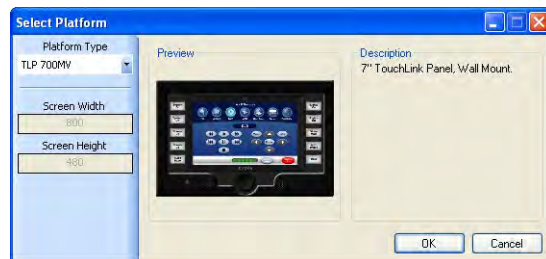 Select Platform
Platform Type
TLP 700MV
Screen Width
800
Screen Height
480
Preview
Description
7" TouchLink Panel, Wall Mount.
OK
Cancel